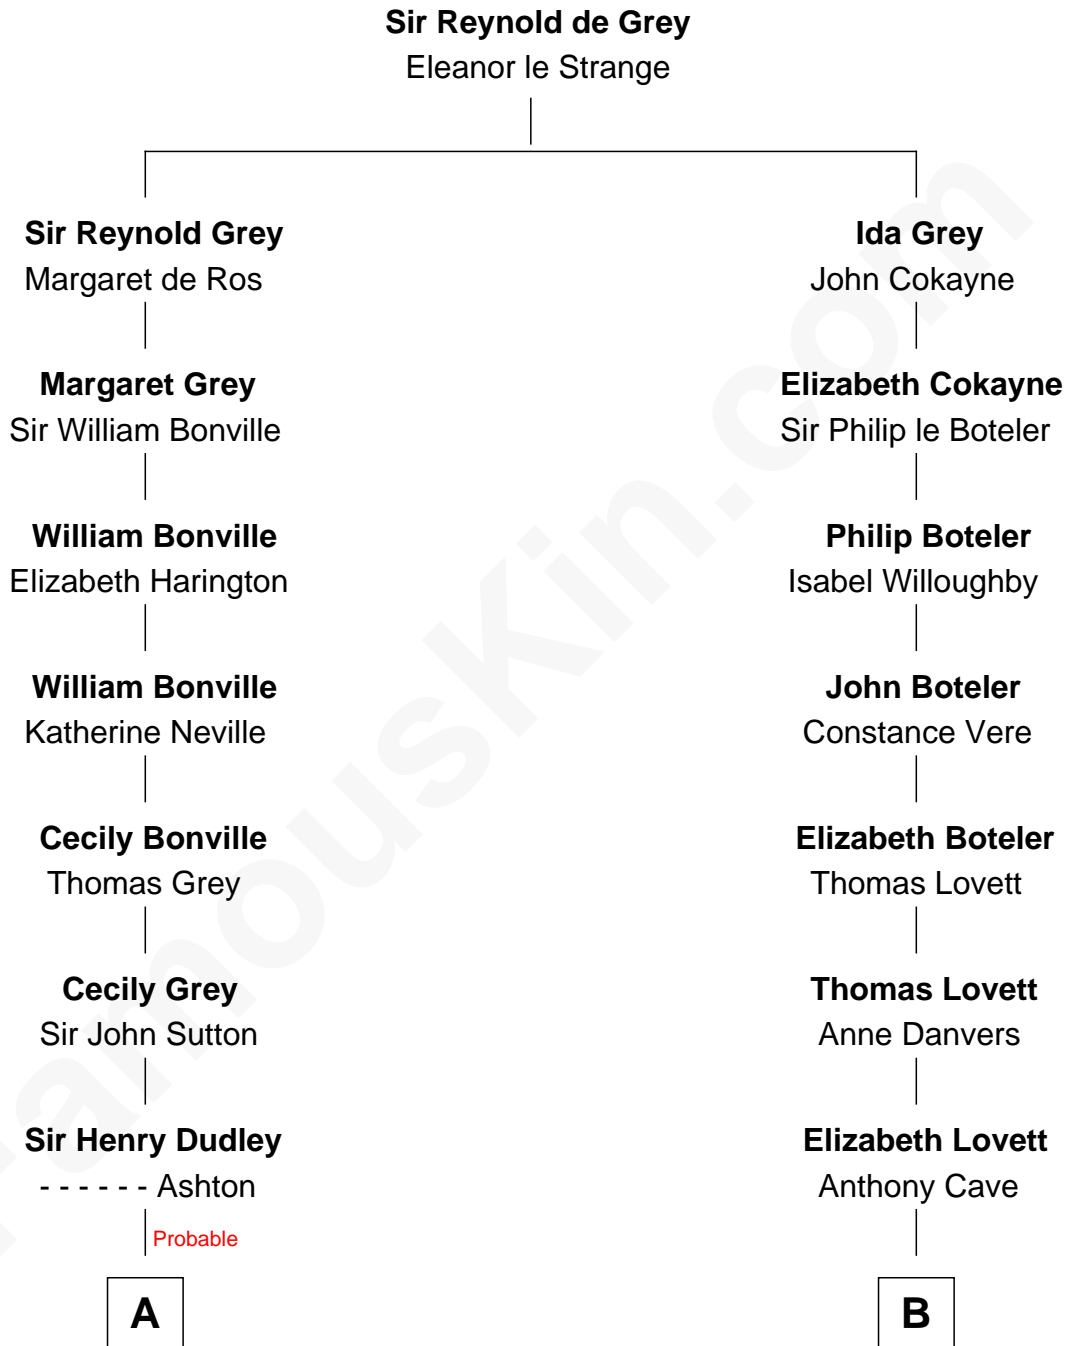 Sir Reynold de Grey
Eleanor le Strange
Sir Reynold Grey
Margaret de Ros
Ida Grey
John Cokayne
Margaret Grey
Sir William Bonville
Elizabeth Cokayne
Sir Philip le Boteler
William Bonville
Elizabeth Harington
Philip Boteler
Isabel Willoughby
William Bonville
Katherine Neville
John Boteler
Constance Vere
Cecily Bonville
Thomas Grey
Elizabeth Boteler
Thomas Lovett
Cecily Grey
Sir John Sutton
Thomas Lovett
Anne Danvers
Sir Henry Dudley
- - - - - - Ashton
Elizabeth Lovett
Anthony Cave
Probable
A
B
FamousKin.com